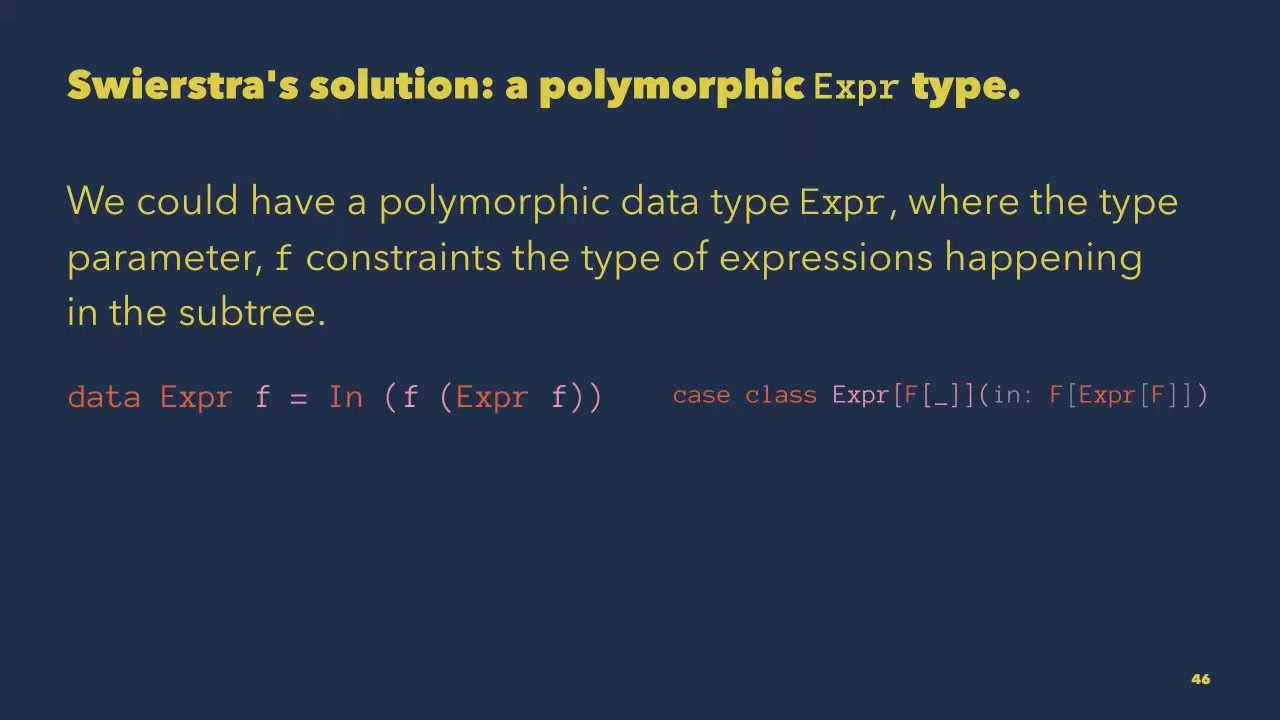 Swierstra's solution: a polymorphic Expr type.
We could have a polymorphic data type Expr, where the type
parameter, f constraints the type of expressions happening
in the subtree.
data Expr f = In (f (Expr f))
case class Expr[F[_]](in: F[Expr[F]])
46